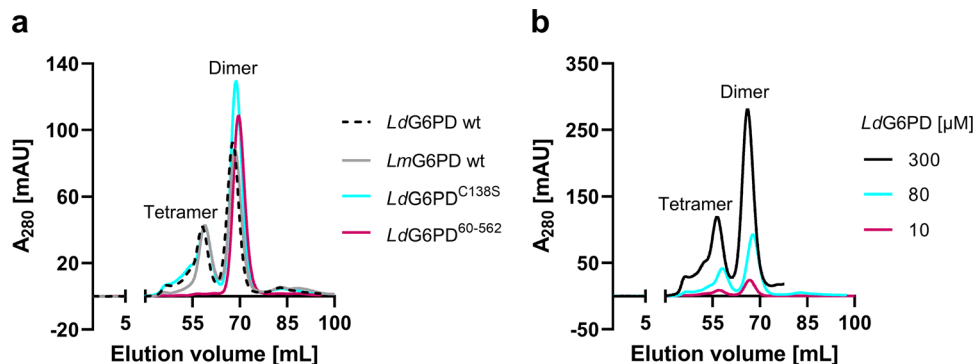 a
A280 [mAU]
140
100
60
20
-20
Tetramer
Dimer
5
55
70
85
100
Elution volume [mL]
LdG6PD wt
LmG6PD wt
LdG6PDC138S
LdG6PD60-562
b
A280 [mAU]
350
250
150
50
-50
Tetramer
Dimer
5
55
70
85
100
Elution volume [mL]
LdG6PD [µM]
300
80
10